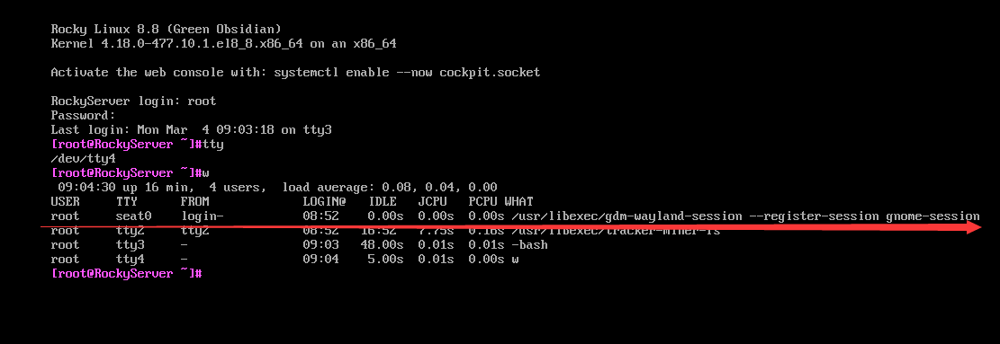 Rocky Linux 8.8 (Green Obsidian)
Kernel 4.18.0-477.10.1.el8_8.x86_64 on an x86_64
Activate the web console with: systemctl enable --now cockpit.socket
RockyServer login: root
Password:
Last login: Mon Mar  4 09:03:18 on tty3
[root@RockyServer ~]#tty
/dev/tty4
[root@RockyServer ~]#w
 09:04:30 up 16 min,  4 users,  load average: 0.08, 0.04, 0.00
USER     TTY      FROM             LOGIN@   IDLE   JCPU   PCPU WHAT
root     seat0    login-           08:52    0.00s  0.00s  0.00s /usr/libexec/gdm-wayland-session --register-session gnome-session
root     tty2     tty2             08:52   16:52   7.75s  0.16s /usr/libexec/tracker-miner-fs
root     tty3     -                09:03   48.00s  0.01s  0.01s -bash
root     tty4     -                09:04    5.00s  0.01s  0.00s w
[root@RockyServer ~]#